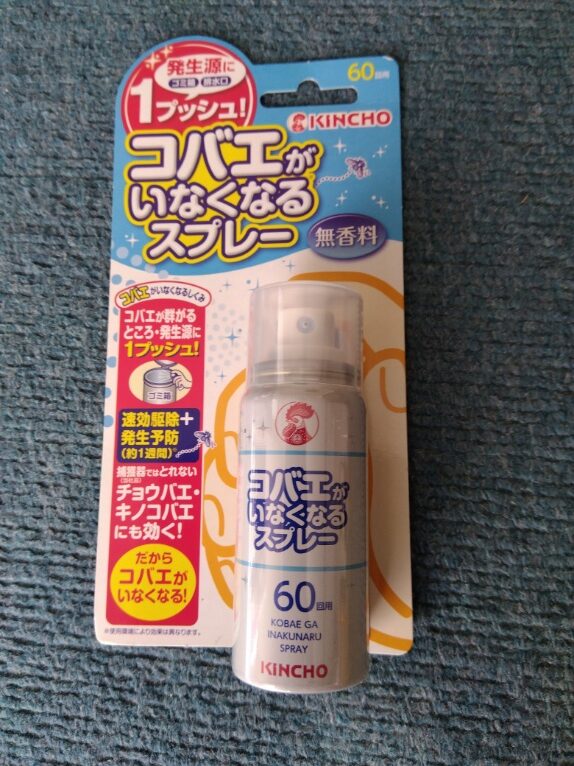 発生源に
ゴミ箱 排水口
1プッシュ!
60回用
KINCHO
コバエが
いなくなる
スプレー
無香料
コバエがいなくなるしくみ
コバエが群がる
ところ・発生源に
1プッシュ!
ゴミ箱
速効駆除+
発生予防
(約1週間)※
捕獲器ではとれない
(当社品)
チョウバエ・
キノコバエ
にも効く!
だから
コバエが
いなくなる!
※使用環境により効果は異なります。
コバエが
いなくなる
スプレー
60回用
KOBAE GA
INAKUNARU
SPRAY
KINCHO